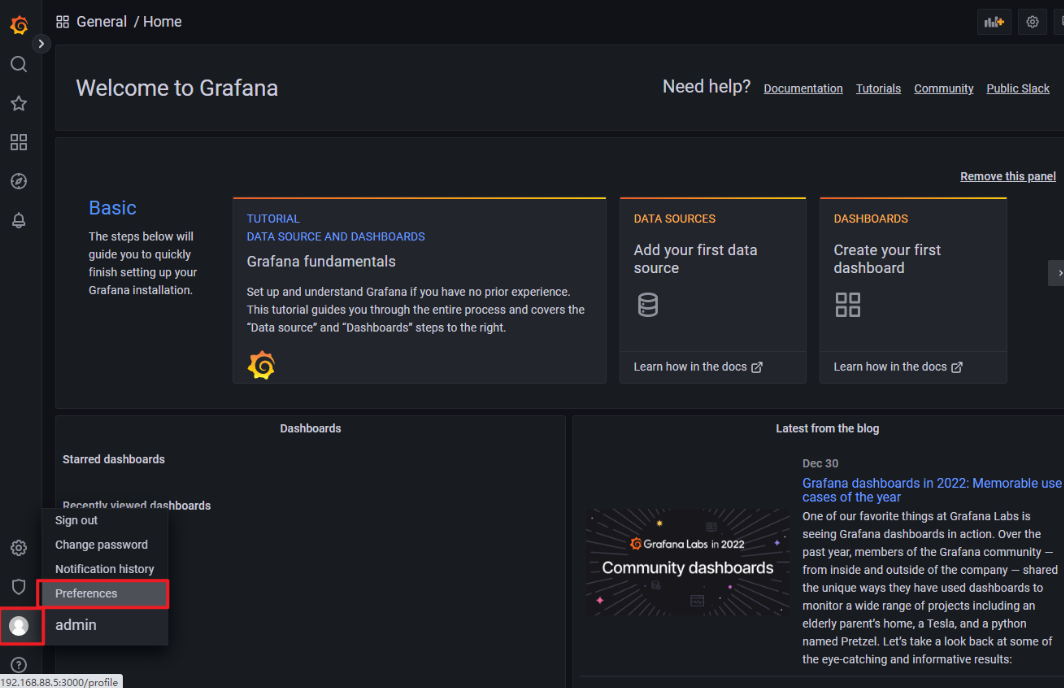 General / Home
Welcome to Grafana
Need help? Documentation Tutorials Community Public Slack
Remove this panel
Basic
The steps below will
guide you to quickly
finish setting up your
Grafana installation.
TUTORIAL
DATA SOURCE AND DASHBOARDS
Grafana fundamentals
Set up and understand Grafana if you have no prior experience.
This tutorial guides you through the entire process and covers the
“Data source” and “Dashboards” steps to the right.
DATA SOURCES
Add your first data
source
Learn how in the docs
DASHBOARDS
Create your first
dashboard
Learn how in the docs
Dashboards
Starred dashboards
Recently viewed dashboards
Sign out
Change password
Notification history
Preferences
admin
192.168.88.5:3000/profile
Latest from the blog
Dec 30
Grafana dashboards in 2022: Memorable use
cases of the year
Grafana Labs in 2022
Community dashboards
One of our favorite things at Grafana Labs is
seeing Grafana dashboards in action. Over the
past year, members of the Grafana community —
from inside and outside of the company — shared
the unique ways they have used dashboards to
monitor a wide range of projects including an
elderly parent’s home, a Tesla, and a python
named Pretzel. Let’s take a look back at some of
the eye-catching and informative results: